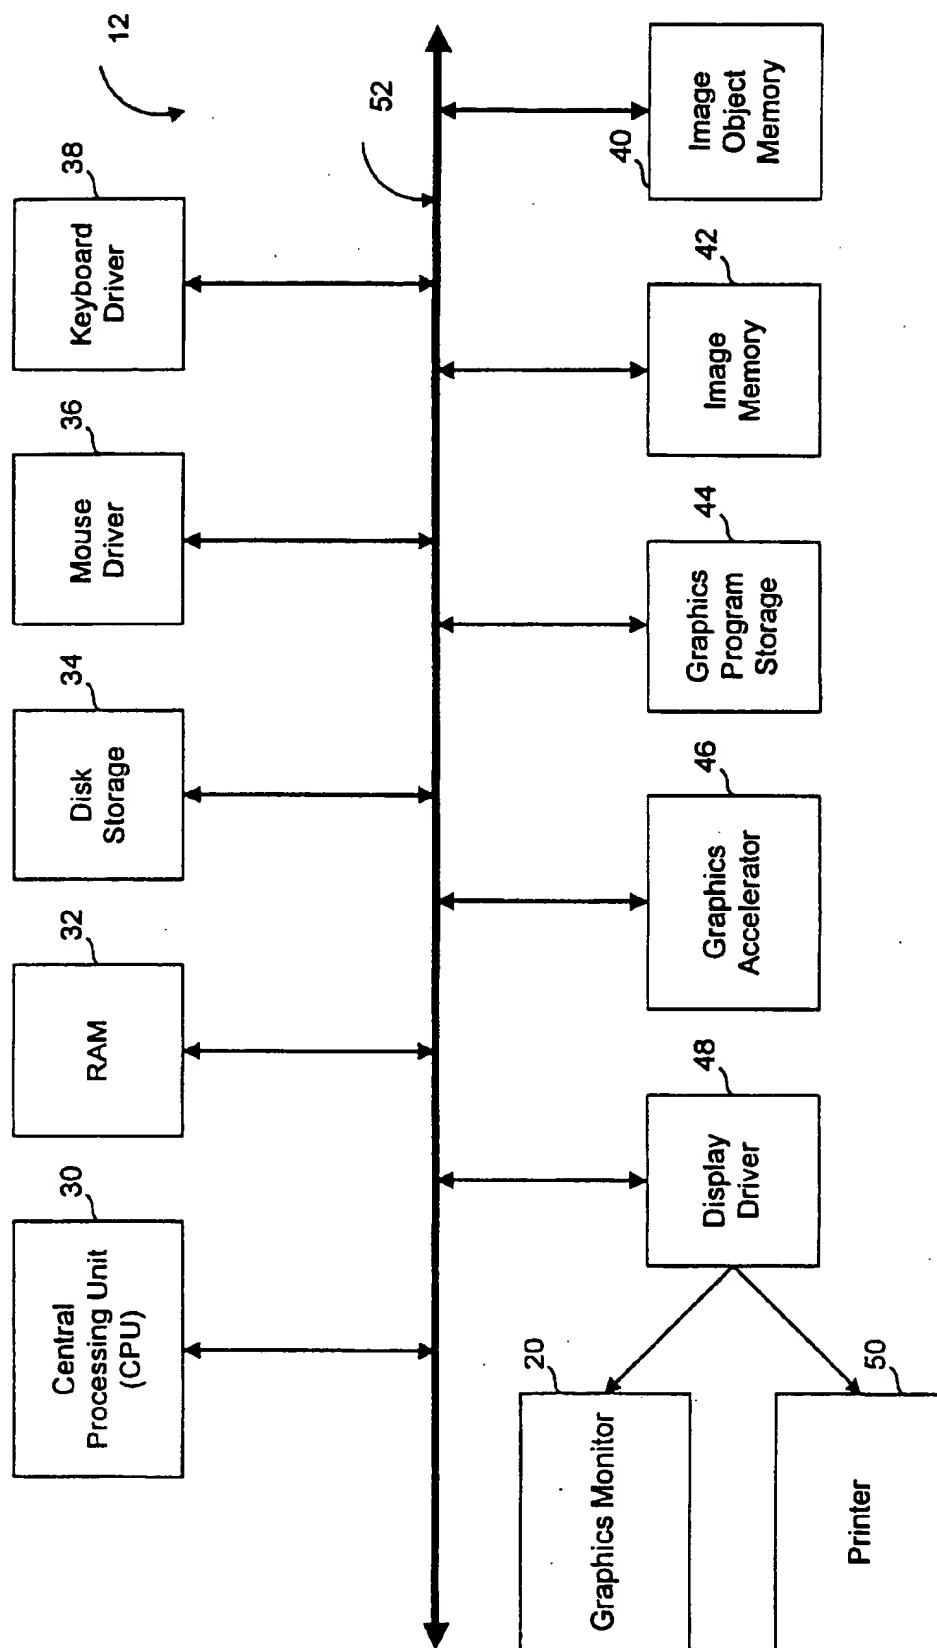 12
Central
Processing Unit
(CPU)
30
RAM
32
Disk
Storage
34
Mouse
Driver
36
Keyboard
Driver
38
52
Graphics Monitor
20
Printer
50
Display
Driver
48
Graphics
Accelerator
46
Graphics
Program
Storage
44
Image
Memory
42
Image
Object
Memory
40